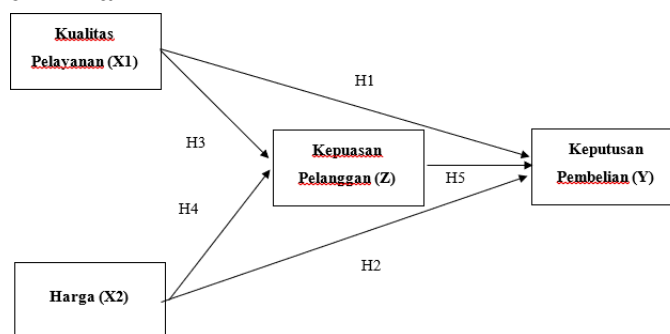 Kualitas
Pelayanan (X1)
H1
H3
Kepuasan
Pelanggan (Z)
Keputusan
Pembelian (Y)
H5
H4
H2
Harga (X2)